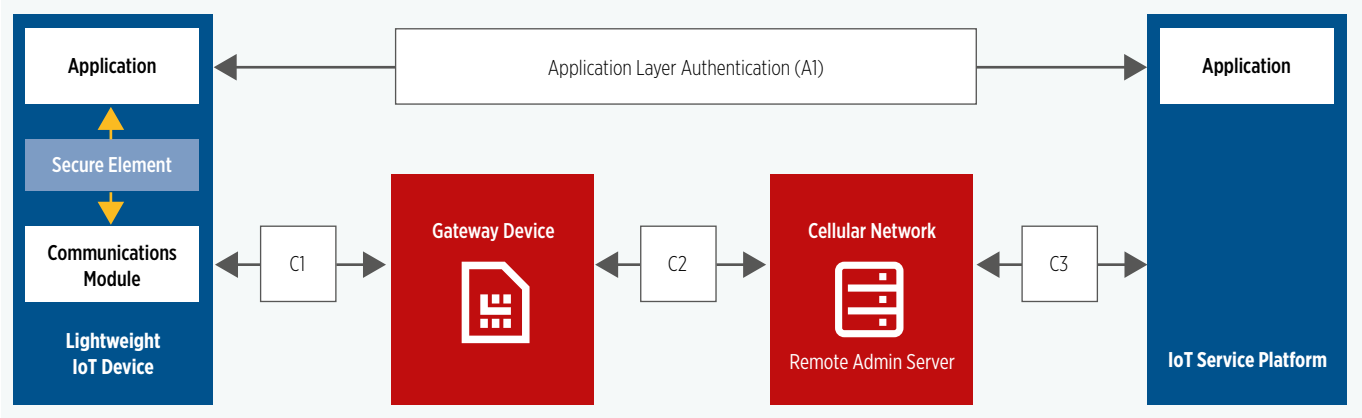 Application
Application Layer Authentication (A1)
Application
Secure Element
Communications
Module
Lightweight
IoT Device
C1
Gateway Device
C2
Cellular Network
Remote Admin Server
C3
IoT Service Platform